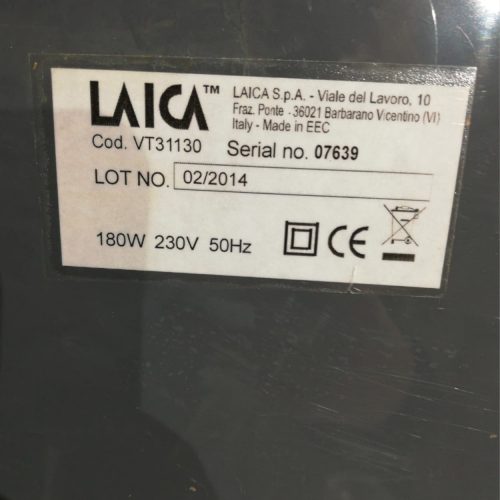 LAICA™
LAICA S.p.A. - Viale del Lavoro, 10
Fraz. Ponte - 36021 Barbarano Vicentino (VI)
Italy - Made in EEC
Cod. VT31130 Serial no. 07639
LOT NO. 02/2014
180W 230V 50Hz CE